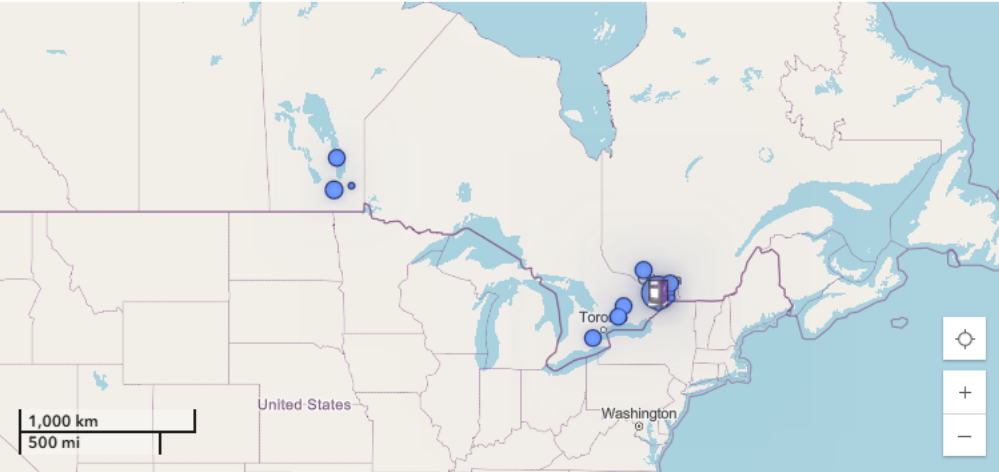 Toro
United States
Washington
1,000 km
500 mi
+
−